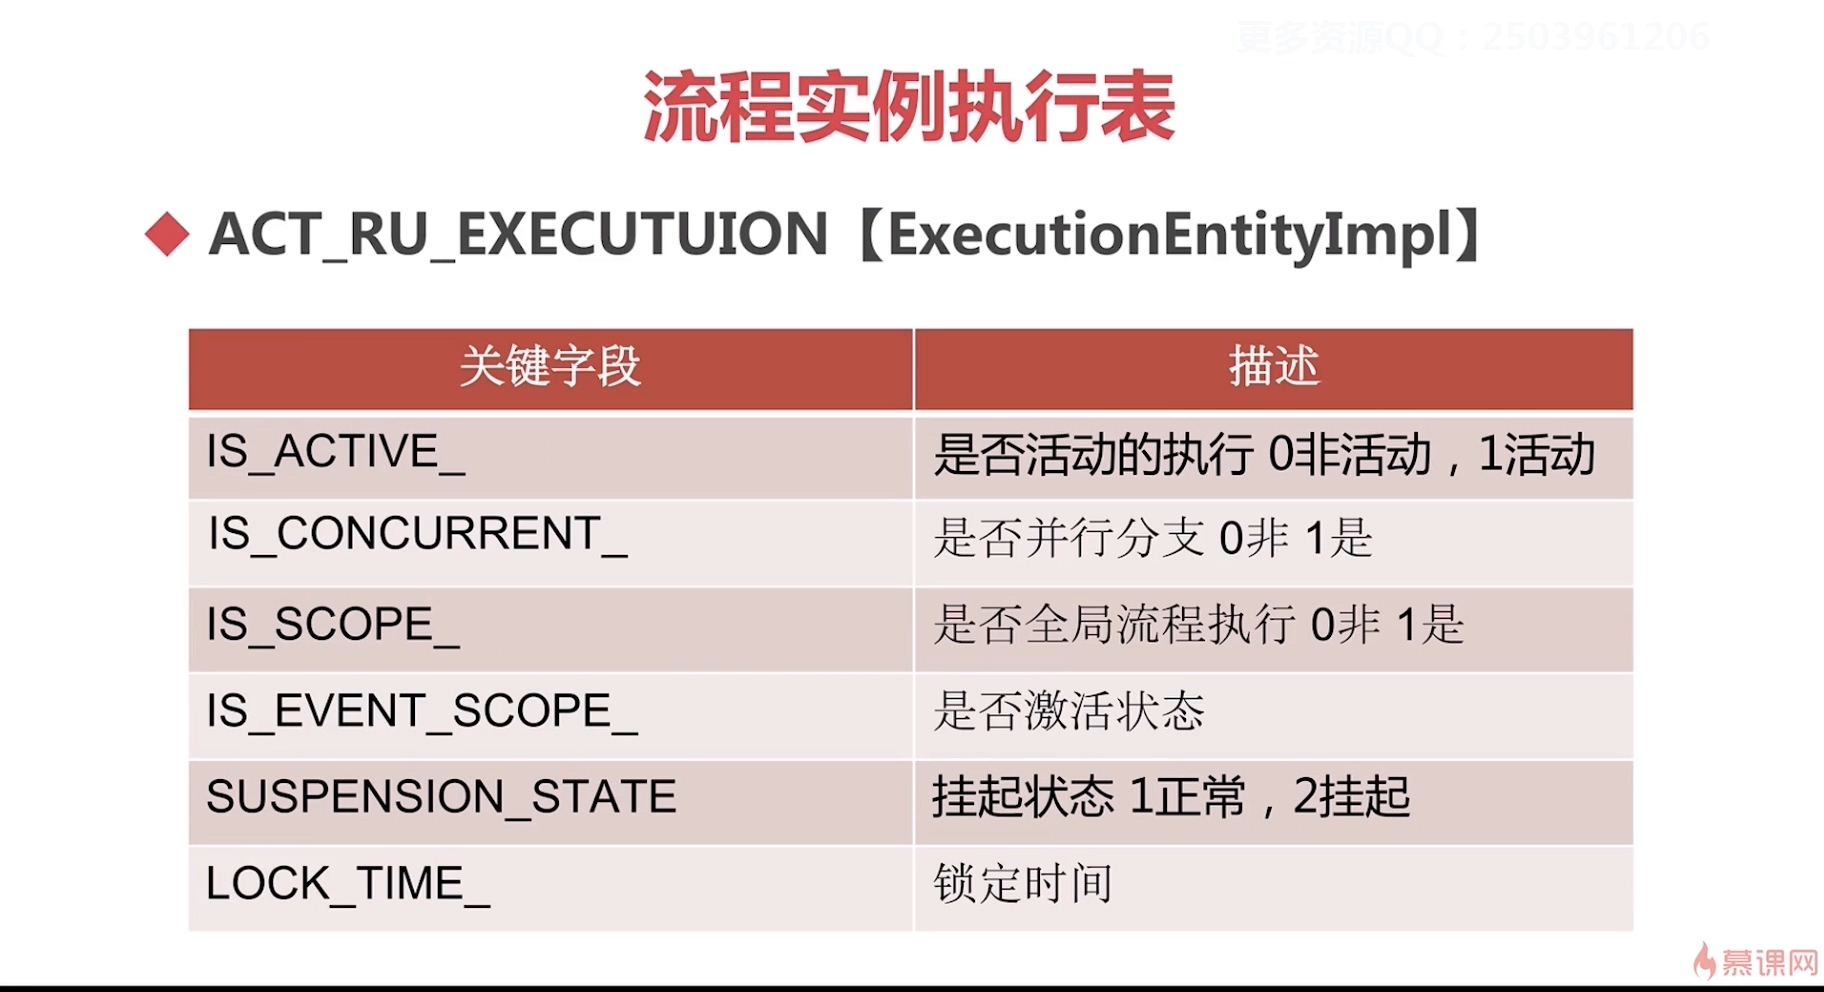 更多资源QQ：2503961206
流程实例执行表
ACT_RU_EXECUTUION【ExecutionEntityImpl】
关键字段 描述
IS_ACTIVE_ 是否活动的执行 0非活动，1活动
IS_CONCURRENT_ 是否并行分支 0非 1是
IS_SCOPE_ 是否全局流程执行 0非 1是
IS_EVENT_SCOPE_ 是否激活状态
SUSPENSION_STATE 挂起状态 1正常，2挂起
LOCK_TIME_ 锁定时间
慕课网